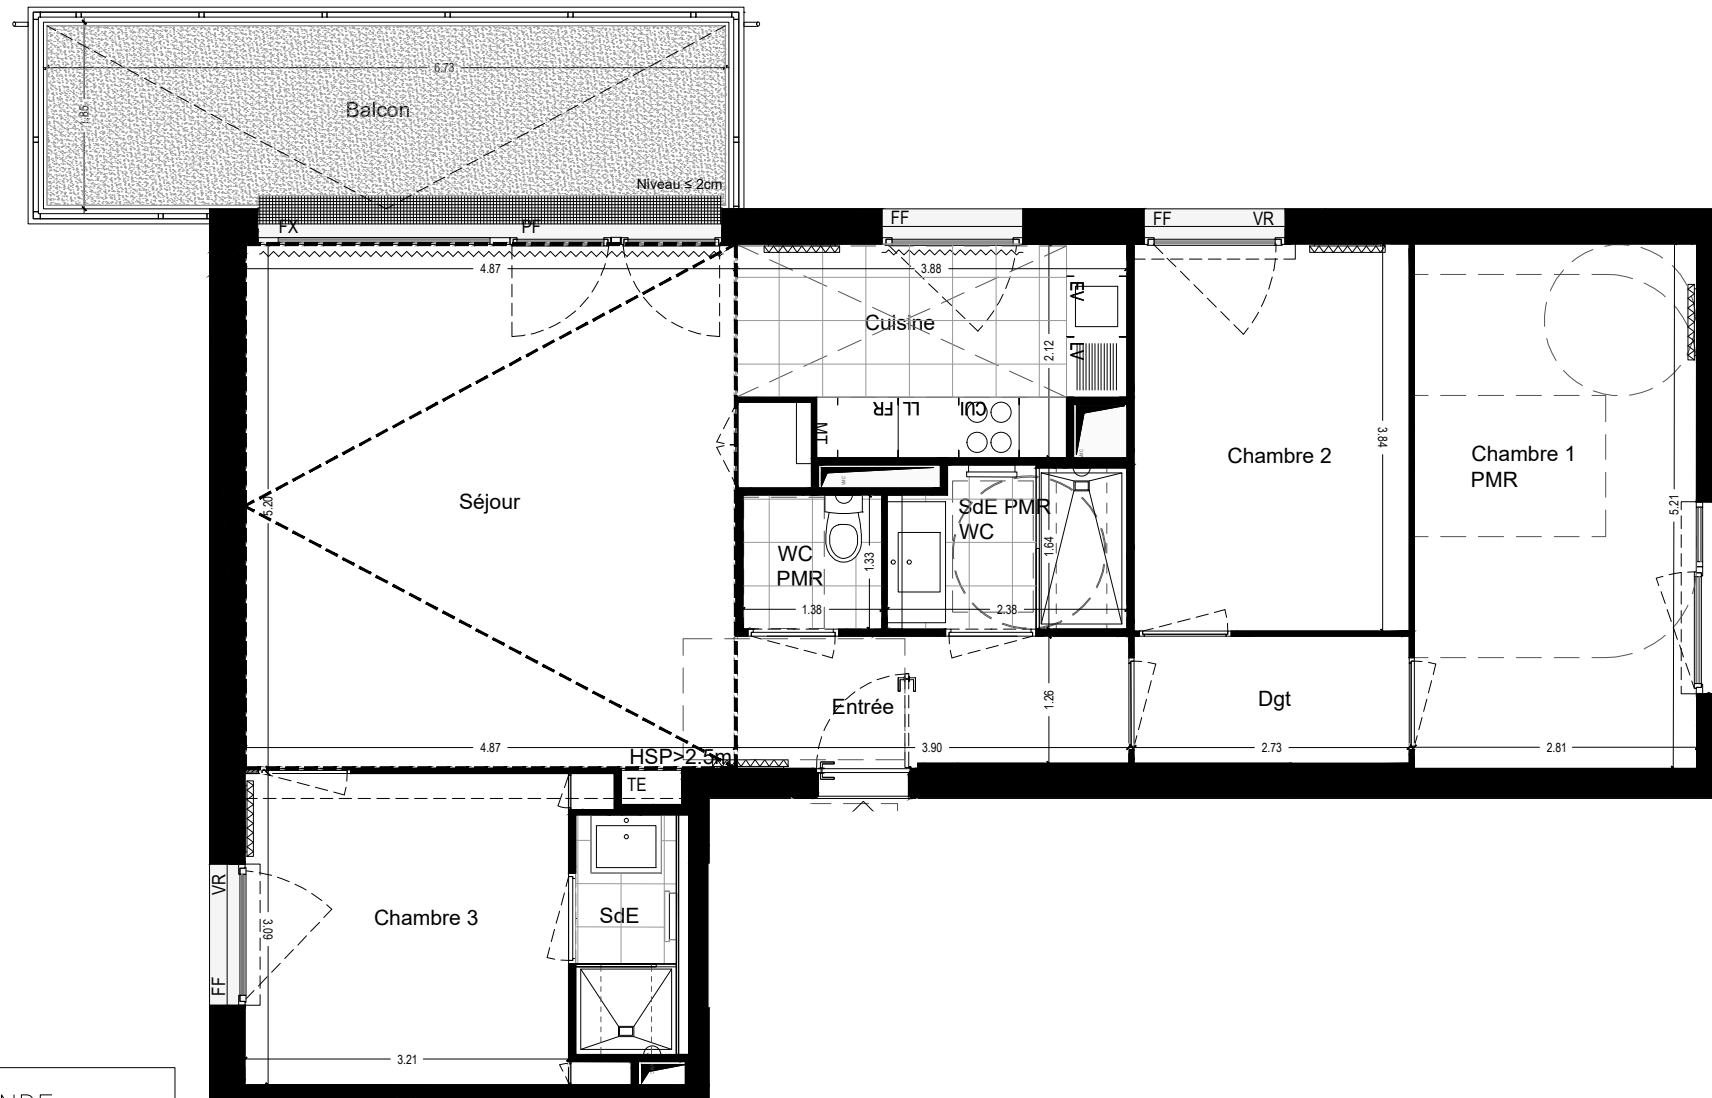 6.73
1.85
Balcon
Niveau ≤ 2cm
FX
PF
FF
FF
VR
4.87
3.88
EV
Cuisine
LV
2.12
FR
LL
CUI
MT
3.84
Chambre 2
Chambre 1
PMR
Séjour
5.20
5.21
SdE PMR
WC
WC
PMR
1.33
1.64
1.38
2.38
Entrée
1.26
Dgt
4.87
3.90
2.73
2.81
HSP>2.5m
TE
VR
FF
Chambre 3
3.09
SdE
3.21